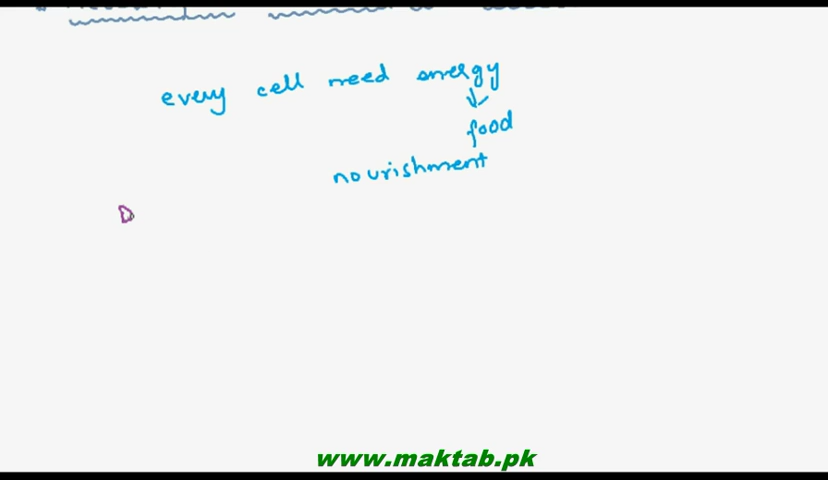 every cell need energy
food
nourishment
D
www.maktab.pk